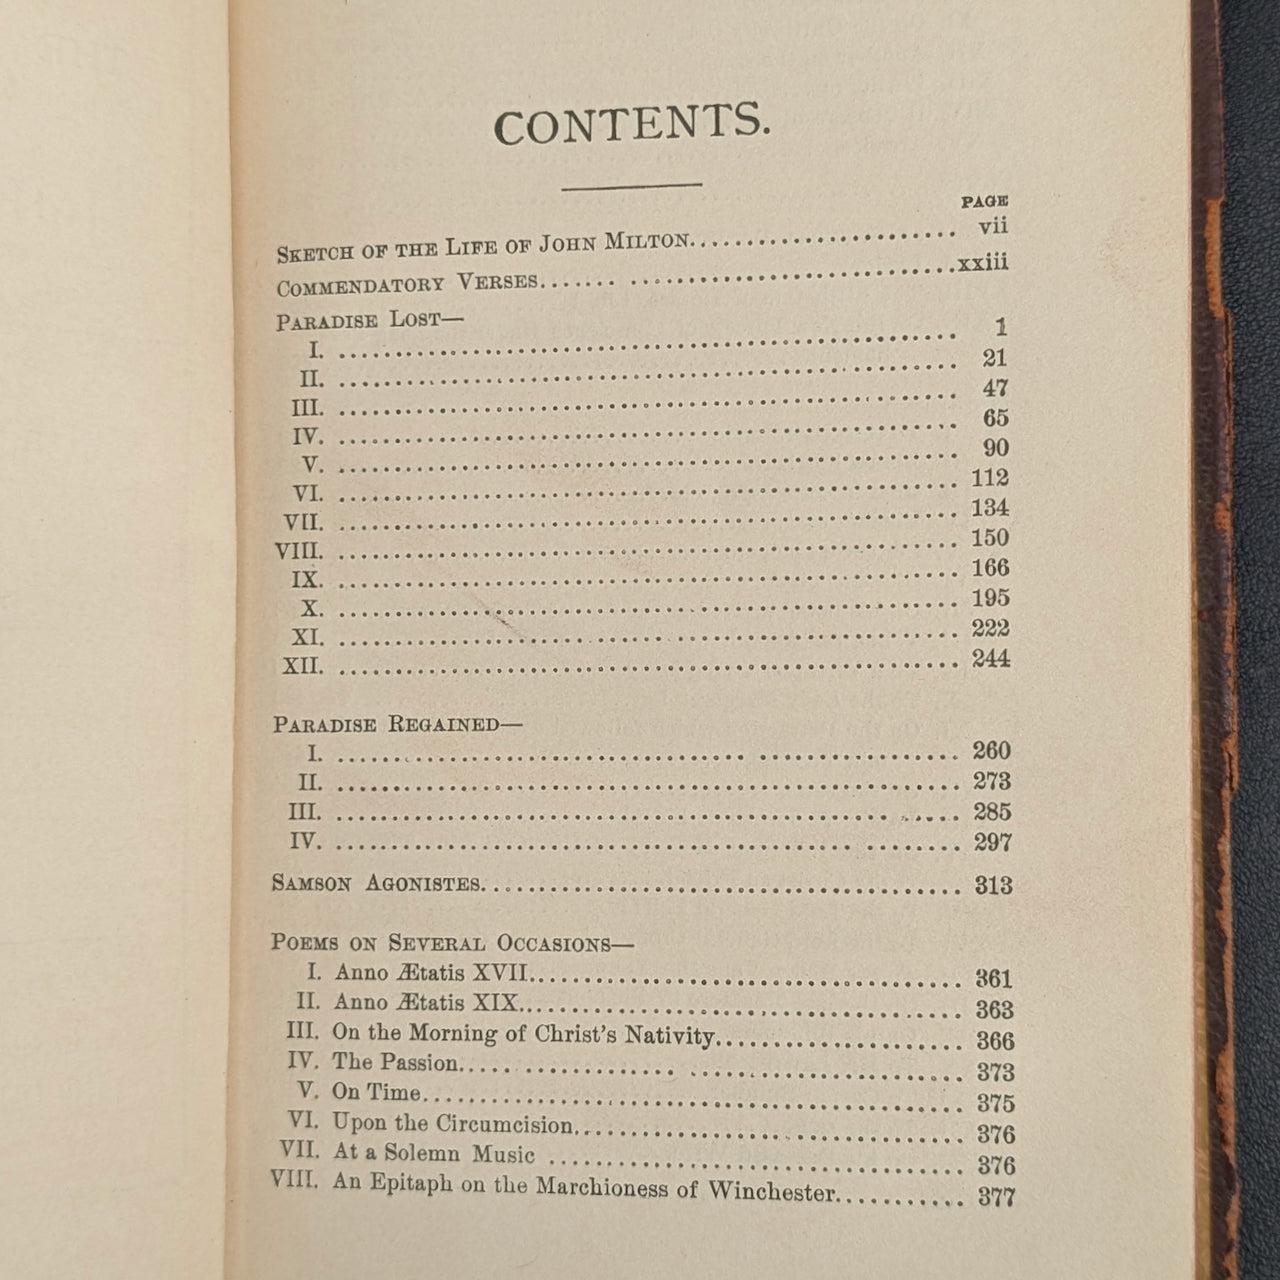 CONTENTS.
PAGE
SKETCH OF THE LIFE OF JOHN MILTON........................ vii
COMMENDATORY VERSES....... .............................xxiii
PARADISE LOST—
I. ........................................................ 1
II. ........................................................ 21
III. ........................................................ 47
IV. ........................................................ 65
V. ........................................................ 90
VI. ........................................................ 112
VII. ........................................................ 134
VIII. ........................................................ 150
IX. ........................................................ 166
X. ........................................................ 195
XI. ........................................................ 222
XII. ........................................................ 244
PARADISE REGAINED—
I. ........................................................ 260
II. ........................................................ 273
III. ........................................................ 285
IV. ........................................................ 297
SAMSON AGONISTES............................................ 313
POEMS ON SEVERAL OCCASIONS—
I. Anno Ætatis XVII....................................... 361
II. Anno Ætatis XIX........................................ 363
III. On the Morning of Christ's Nativity...................... 366
IV. The Passion..... .............. ......................... 373
V. On Time................................................. 375
VI. Upon the Circumcision................................... 376
VII. At a Solemn Music ...................................... 376
VIII. An Epitaph on the Marchioness of Winchester............ 377